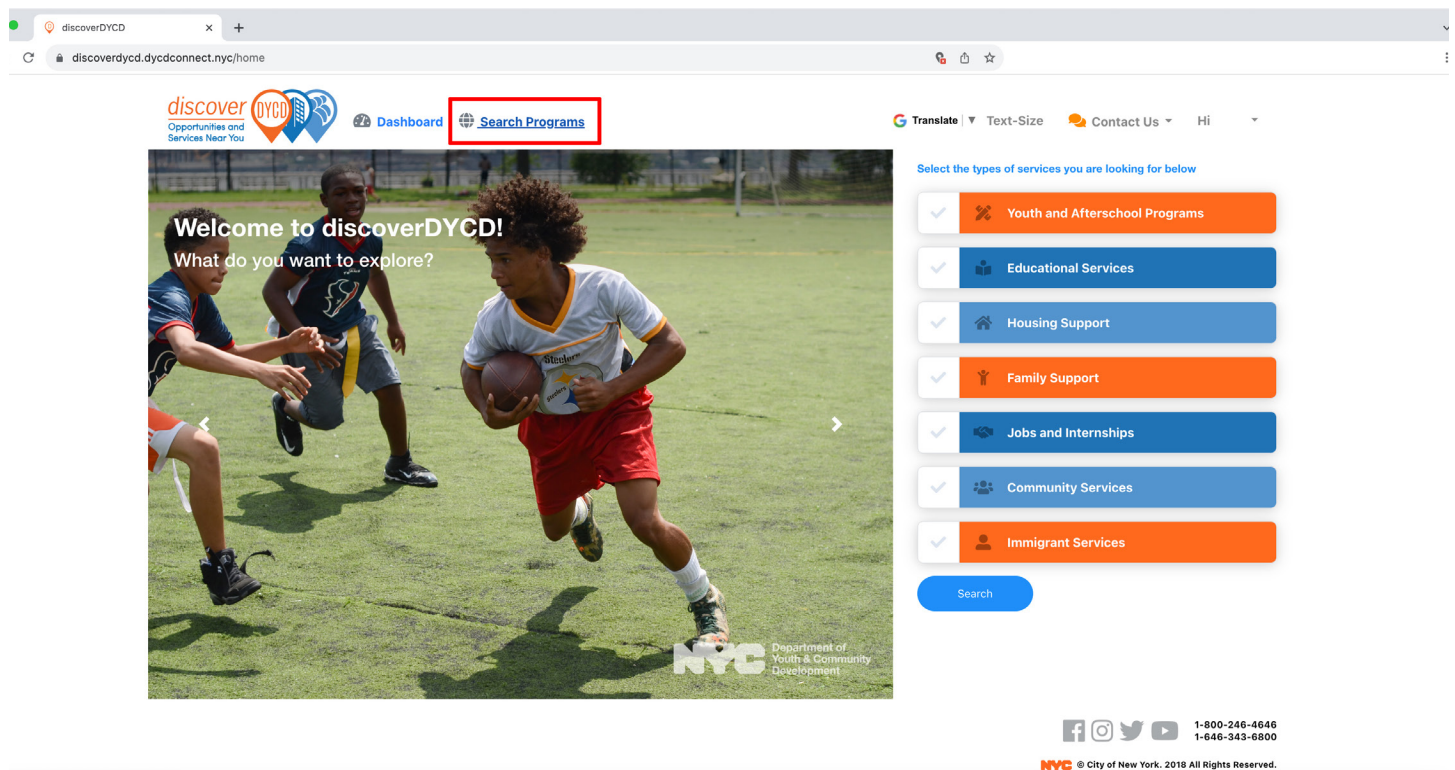 discoverDYCD
discoverdycd.dycdconnect.nyc/home
discover
DYCD
Opportunities and
Services Near You
Dashboard
Search Programs
Translate
Text-Size
Contact Us
Hi
Welcome to discoverDYCD!
What do you want to explore?
Steelers
Steelers
NYC
Department of
Youth & Community
Development
Select the types of services you are looking for below
Youth and Afterschool Programs
Educational Services
Housing Support
Family Support
Jobs and Internships
Community Services
Immigrant Services
Search
1-800-246-4646
1-646-343-6800
NYC © City of New York. 2018 All Rights Reserved.